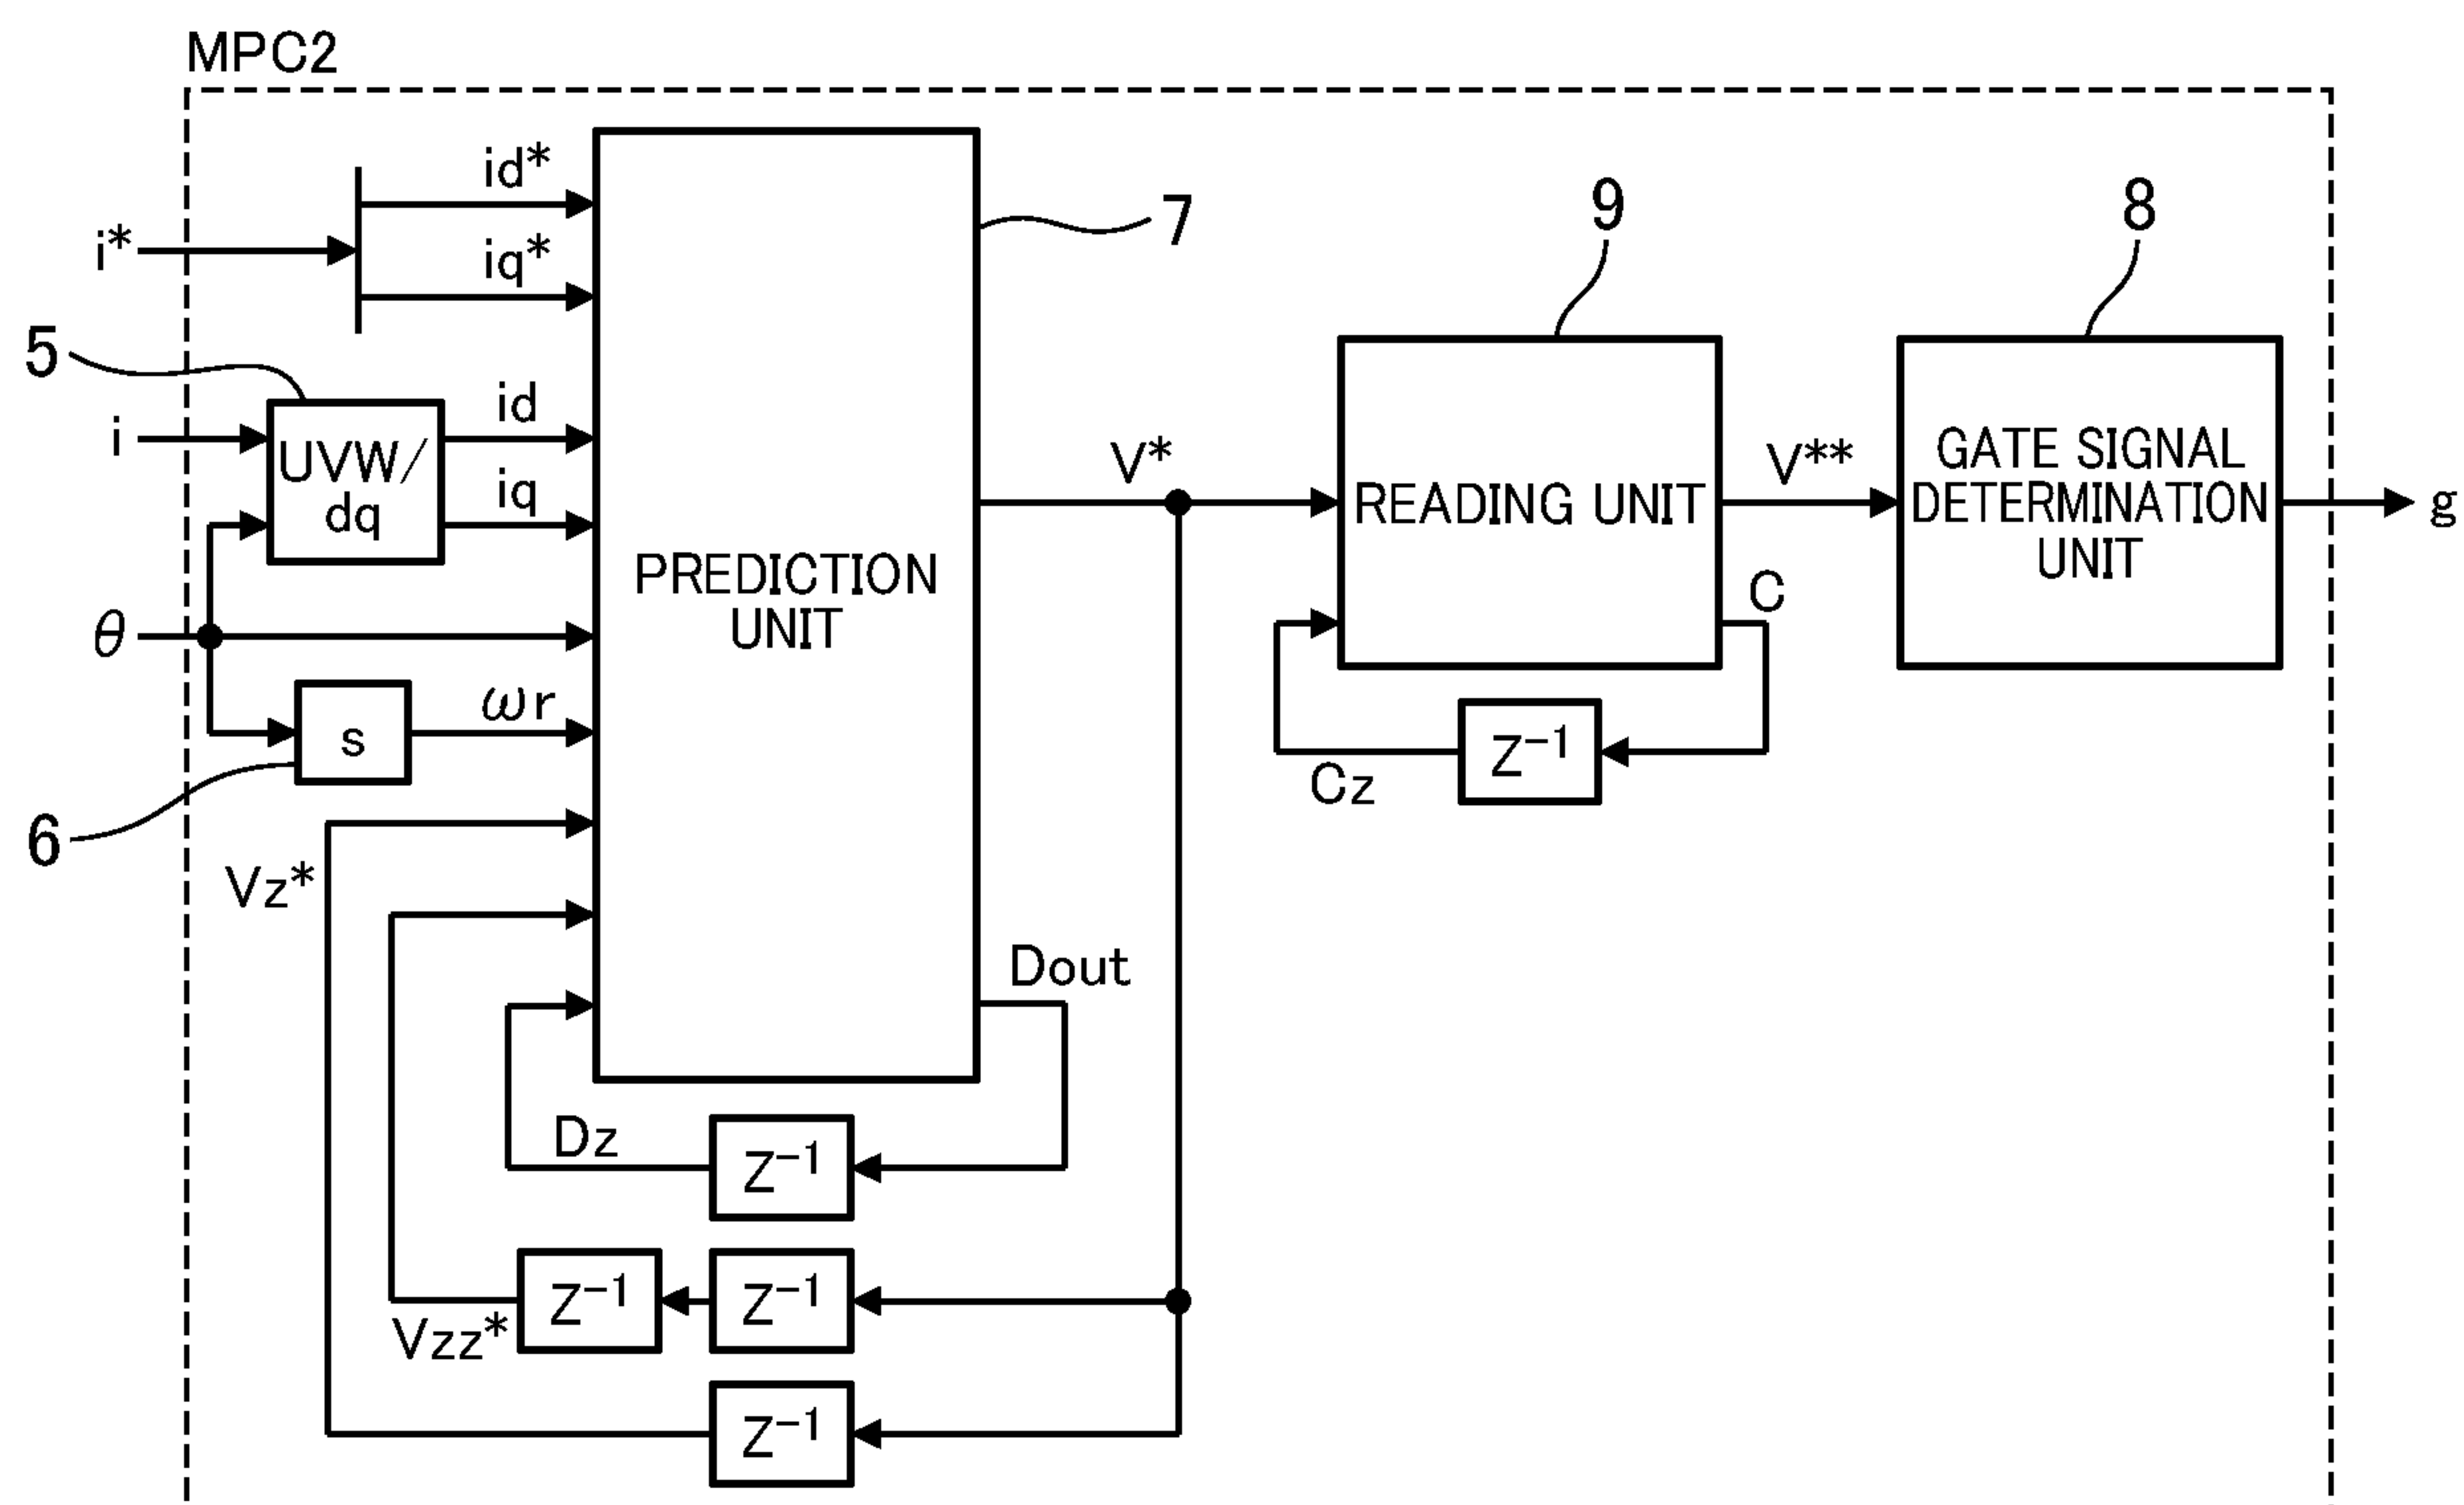 MPC2
id*
iq*
i*
7
9
8
5
id
i
UVW/
dq
iq
V*
READING UNIT
V**
GATE SIGNAL
DETERMINATION
UNIT
g
PREDICTION
UNIT
θ
C
ωr
s
Z⁻¹
Cz
6
Vz*
Dout
Dz
Z⁻¹
Z⁻¹
Z⁻¹
Vzz*
Z⁻¹